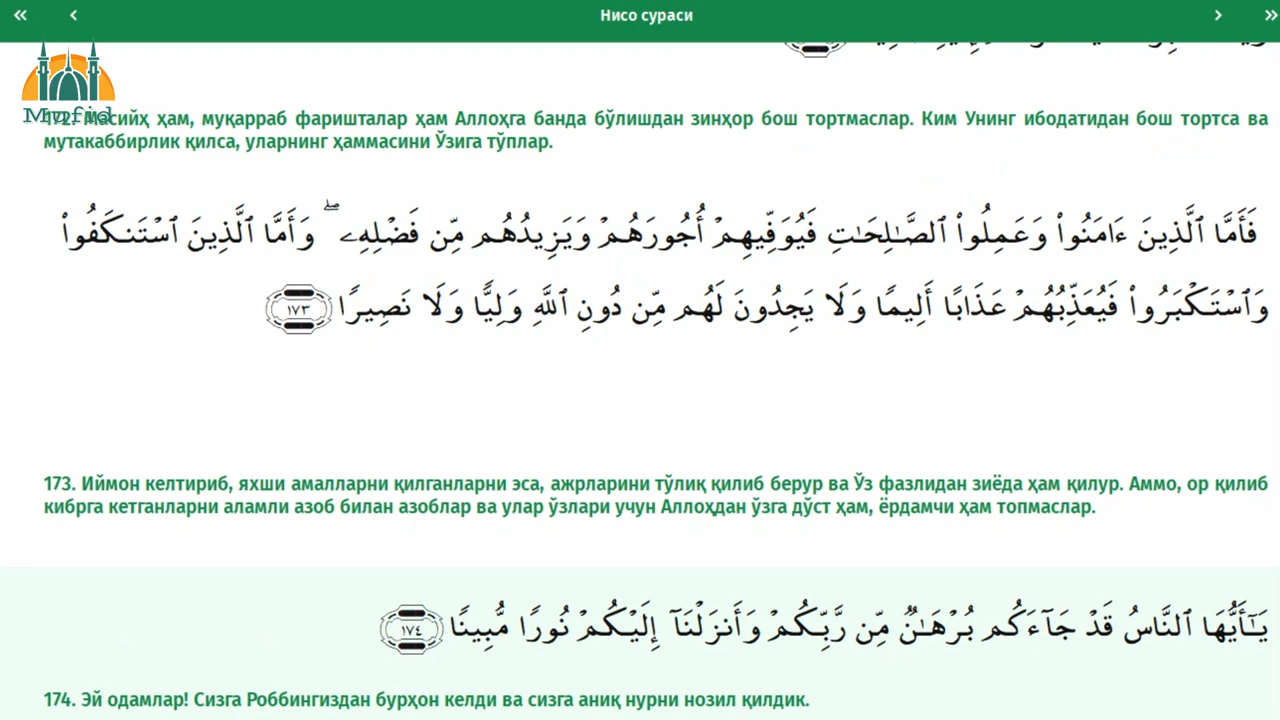 Нисо сураси
Mufid
172. Масийҳ ҳам, муқарраб фаришталар ҳам Аллоҳга банда бўлишдан зинҳор бош тортмаслар. Ким Унинг ибодатидан бош тортса ва
мутакаббирлик қилса, уларнинг ҳаммасини Ўзига тўплар.
فَأَمَّا ٱلَّذِينَ ءَامَنُواْ وَعَمِلُواْ ٱلصَّٰلِحَٰتِ فَيُوَفِّيهِمۡ أُجُورَهُمۡ وَيَزِيدُهُم مِّن فَضۡلِهِۦۖ وَأَمَّا ٱلَّذِينَ ٱسۡتَنكَفُواْ
وَٱسۡتَكۡبَرُواْ فَيُعَذِّبُهُمۡ عَذَابًا أَلِيمًا وَلَا يَجِدُونَ لَهُم مِّن دُونِ ٱللَّهِ وَلِيًّا وَلَا نَصِيرًا ١٧٣
173. Иймон келтириб, яхши амалларни қилганларни эса, ажрларини тўлиқ қилиб берур ва Ўз фазлидан зиёда ҳам қилур. Аммо, ор қилиб
кибрга кетганларни аламли азоб билан азоблар ва улар ўзлари учун Аллоҳдан ўзга дўст ҳам, ёрдамчи ҳам топмаслар.
يَٰٓأَيُّهَا ٱلنَّاسُ قَدۡ جَآءَكُم بُرۡهَٰنٞ مِّن رَّبِّكُمۡ وَأَنزَلۡنَآ إِلَيۡكُمۡ نُورًا مُّبِينًا ١٧٤
174. Эй одамлар! Сизга Роббингиздан бурҳон келди ва сизга аниқ нурни нозил қилдик.